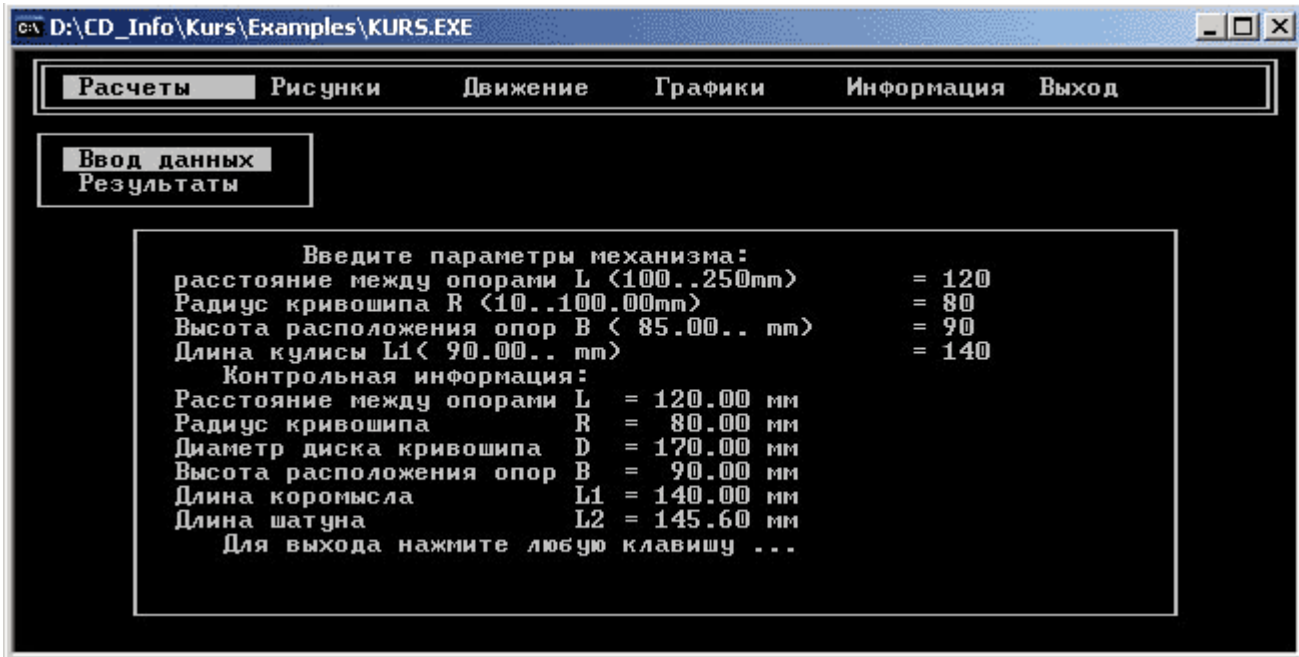 D:\CD_Info\Kurs\Examples\KURS.EXE
Расчеты Рисунки Движение Графики Информация Выход
Ввод данных
Результаты
Введите параметры механизма:
расстояние между опорами L (100..250mm) = 120
Радиус кривошипа R (10..100.00mm) = 80
Высота расположения опор B ( 85.00.. mm) = 90
Длина кулисы L1( 90.00.. mm) = 140
Контрольная информация:
Расстояние между опорами L = 120.00 мм
Радиус кривошипа R = 80.00 мм
Диаметр диска кривошипа D = 170.00 мм
Высота расположения опор B = 90.00 мм
Длина коромысла L1 = 140.00 мм
Длина шатуна L2 = 145.60 мм
Для выхода нажмите любую клавишу ...